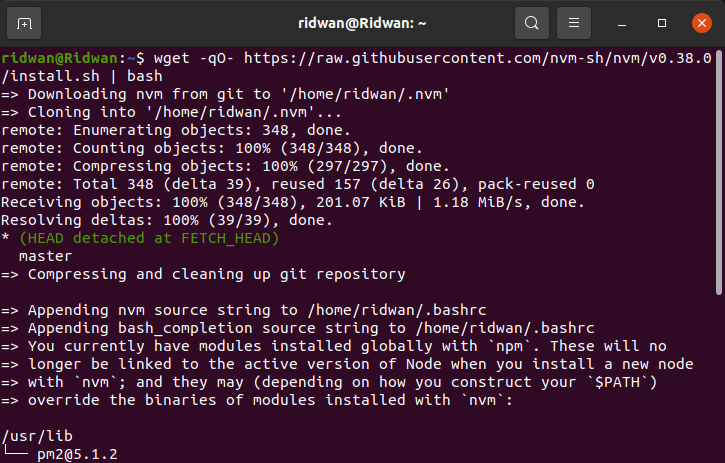 ridwan@Ridwan: ~
ridwan@Ridwan:~$ wget -qO- https://raw.githubusercontent.com/nvm-sh/nvm/v0.38.0
/install.sh | bash
=> Downloading nvm from git to '/home/ridwan/.nvm'
=> Cloning into '/home/ridwan/.nvm'...
remote: Enumerating objects: 348, done.
remote: Counting objects: 100% (348/348), done.
remote: Compressing objects: 100% (297/297), done.
remote: Total 348 (delta 39), reused 157 (delta 26), pack-reused 0
Receiving objects: 100% (348/348), 201.07 KiB | 1.18 MiB/s, done.
Resolving deltas: 100% (39/39), done.
* (HEAD detached at FETCH_HEAD)
  master
=> Compressing and cleaning up git repository

=> Appending nvm source string to /home/ridwan/.bashrc
=> Appending bash_completion source string to /home/ridwan/.bashrc
=> You currently have modules installed globally with `npm`. These will no
=> longer be linked to the active version of Node when you install a new node
=> with `nvm`; and they may (depending on how you construct your `$PATH`)
=> override the binaries of modules installed with `nvm`:

/usr/lib
└── pm2@5.1.2